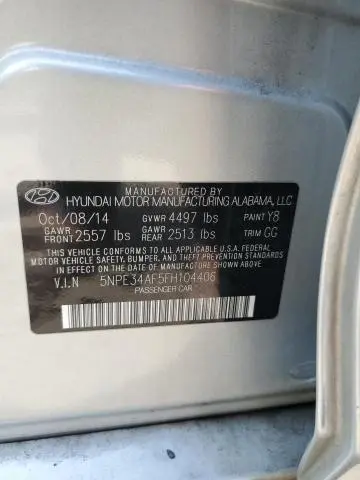 MANUFACTURED BY
HYUNDAI MOTOR MANUFACTURING ALABAMA, LLC.
Oct/08/14 GVWR 4497 lbs PAINT Y8
GAWR FRONT 2557 lbs GAWR REAR 2513 lbs TRIM GG
THIS VEHICLE CONFORMS TO ALL APPLICABLE U.S.A. FEDERAL
MOTOR VEHICLE SAFETY, BUMPER, AND THEFT PREVENTION
STANDARDS IN EFFECT ON THE DATE OF MANUFACTURE SHOWN ABOVE.
V.I.N 5NPE34AF5FH104406
PASSENGER CAR